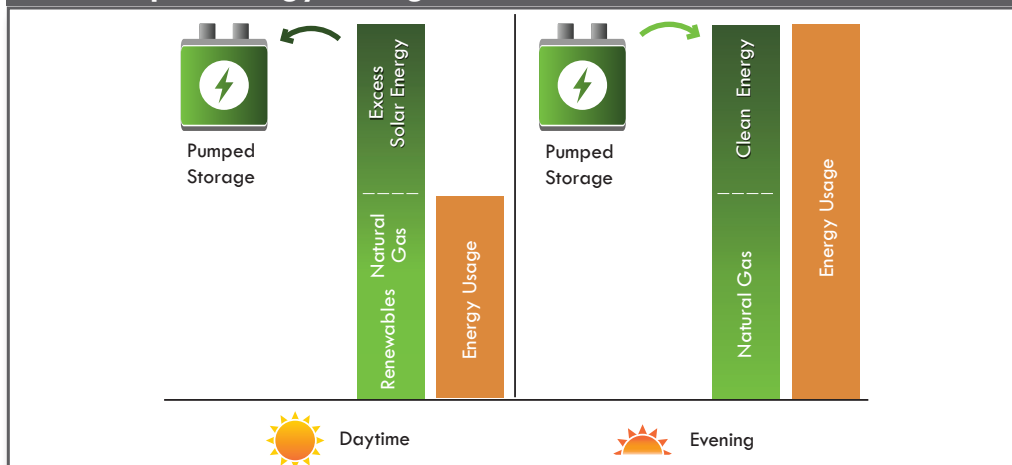 Pumped
Storage
Excess
Solar Energy
Natural
Gas
Renewables
Energy Usage
Daytime
Pumped
Storage
Clean Energy
Natural Gas
Energy Usage
Evening